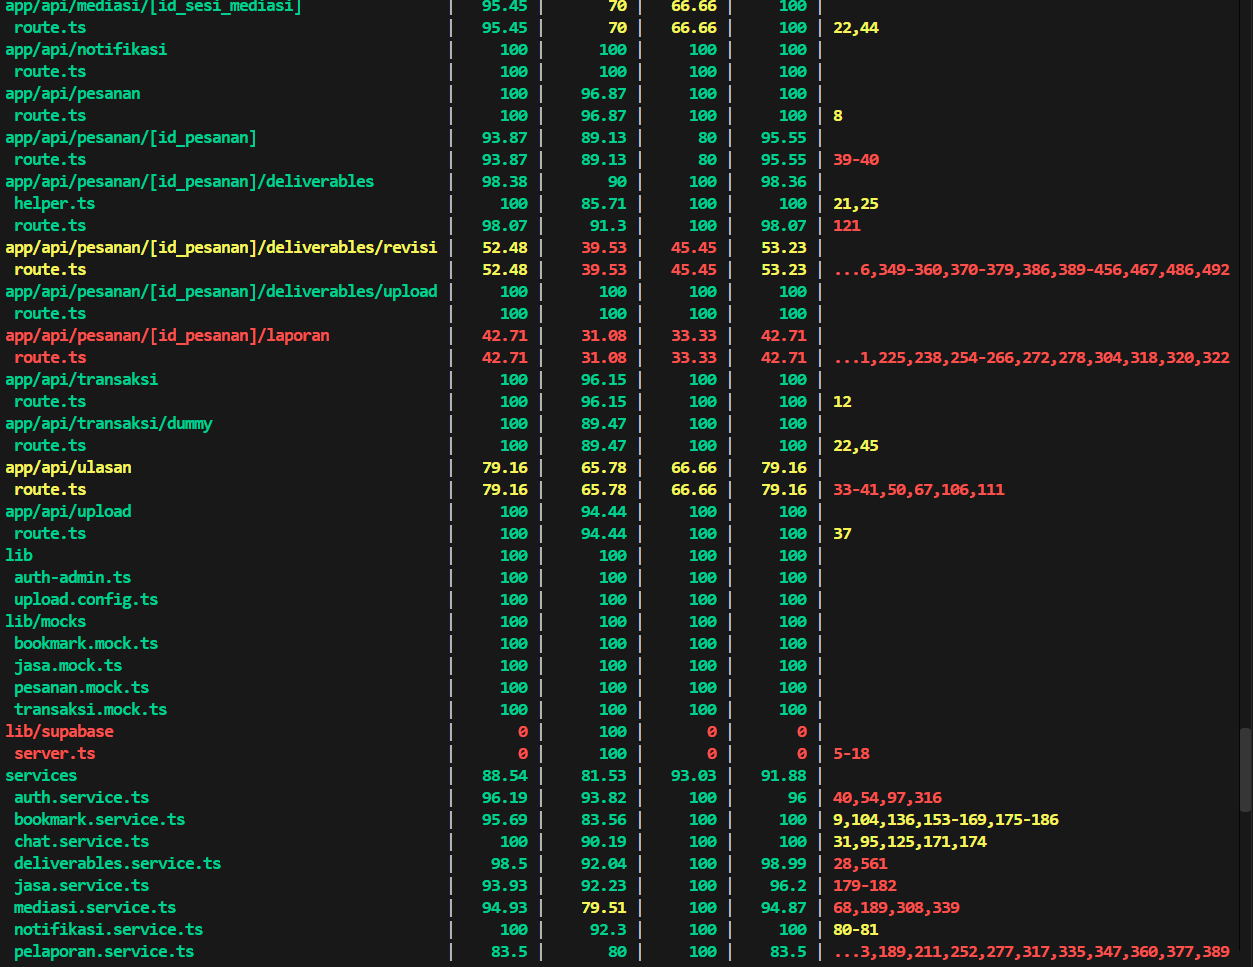 app/api/mediasi/[id_sesi_mediasi] | 95.45 | 70 | 66.66 | 100 |
route.ts | 95.45 | 70 | 66.66 | 100 | 22,44
app/api/notifikasi | 100 | 100 | 100 | 100 |
route.ts | 100 | 100 | 100 | 100 |
app/api/pesanan | 100 | 96.87 | 100 | 100 |
route.ts | 100 | 96.87 | 100 | 100 | 8
app/api/pesanan/[id_pesanan] | 93.87 | 89.13 | 80 | 95.55 |
route.ts | 93.87 | 89.13 | 80 | 95.55 | 39-40
app/api/pesanan/[id_pesanan]/deliverables | 98.38 | 90 | 100 | 98.36 |
helper.ts | 100 | 85.71 | 100 | 100 | 21,25
route.ts | 98.07 | 91.3 | 100 | 98.07 | 121
app/api/pesanan/[id_pesanan]/deliverables/revisi | 52.48 | 39.53 | 45.45 | 53.23 |
route.ts | 52.48 | 39.53 | 45.45 | 53.23 | ...6,349-360,370-379,386,389-456,467,486,492
app/api/pesanan/[id_pesanan]/deliverables/upload | 100 | 100 | 100 | 100 |
route.ts | 100 | 100 | 100 | 100 |
app/api/pesanan/[id_pesanan]/laporan | 42.71 | 31.08 | 33.33 | 42.71 |
route.ts | 42.71 | 31.08 | 33.33 | 42.71 | ...1,225,238,254-266,272,278,304,318,320,322
app/api/transaksi | 100 | 96.15 | 100 | 100 |
route.ts | 100 | 96.15 | 100 | 100 | 12
app/api/transaksi/dummy | 100 | 89.47 | 100 | 100 |
route.ts | 100 | 89.47 | 100 | 100 | 22,45
app/api/ulasan | 79.16 | 65.78 | 66.66 | 79.16 |
route.ts | 79.16 | 65.78 | 66.66 | 79.16 | 33-41,50,67,106,111
app/api/upload | 100 | 94.44 | 100 | 100 |
route.ts | 100 | 94.44 | 100 | 100 | 37
lib | 100 | 100 | 100 | 100 |
auth-admin.ts | 100 | 100 | 100 | 100 |
upload.config.ts | 100 | 100 | 100 | 100 |
lib/mocks | 100 | 100 | 100 | 100 |
bookmark.mock.ts | 100 | 100 | 100 | 100 |
jasa.mock.ts | 100 | 100 | 100 | 100 |
pesanan.mock.ts | 100 | 100 | 100 | 100 |
transaksi.mock.ts | 100 | 100 | 100 | 100 |
lib/supabase | 0 | 100 | 0 | 0 |
server.ts | 0 | 100 | 0 | 0 | 5-18
services | 88.54 | 81.53 | 93.03 | 91.88 |
auth.service.ts | 96.19 | 93.82 | 100 | 96 | 40,54,97,316
bookmark.service.ts | 95.69 | 83.56 | 100 | 100 | 9,104,136,153-169,175-186
chat.service.ts | 100 | 90.19 | 100 | 100 | 31,95,125,171,174
deliverables.service.ts | 98.5 | 92.04 | 100 | 98.99 | 28,561
jasa.service.ts | 93.93 | 92.23 | 100 | 96.2 | 179-182
mediasi.service.ts | 94.93 | 79.51 | 100 | 94.87 | 68,189,308,339
notifikasi.service.ts | 100 | 92.3 | 100 | 100 | 80-81
pelaporan.service.ts | 83.5 | 80 | 100 | 83.5 | ...3,189,211,252,277,317,335,347,360,377,389